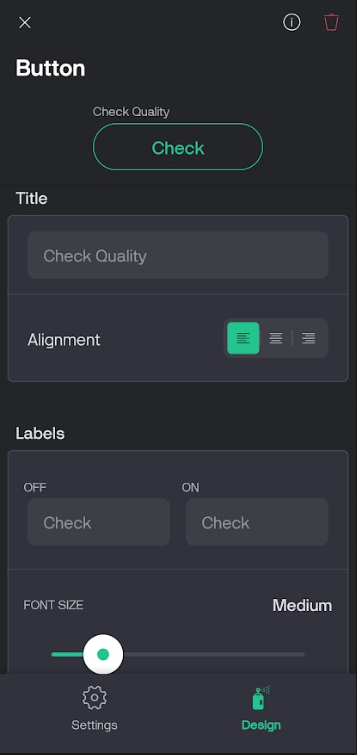 Button
Check Quality
Check
Title
Check Quality
Alignment
Labels
OFF ON
Check Check
FONT SIZE Medium
Settings Design